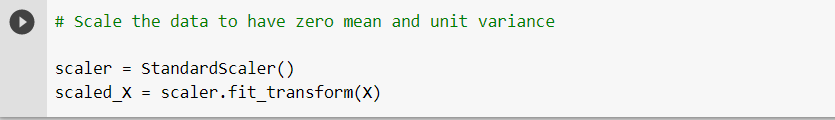 # Scale the data to have zero mean and unit variance
scaler = StandardScaler()
scaled_X = scaler.fit_transform(X)